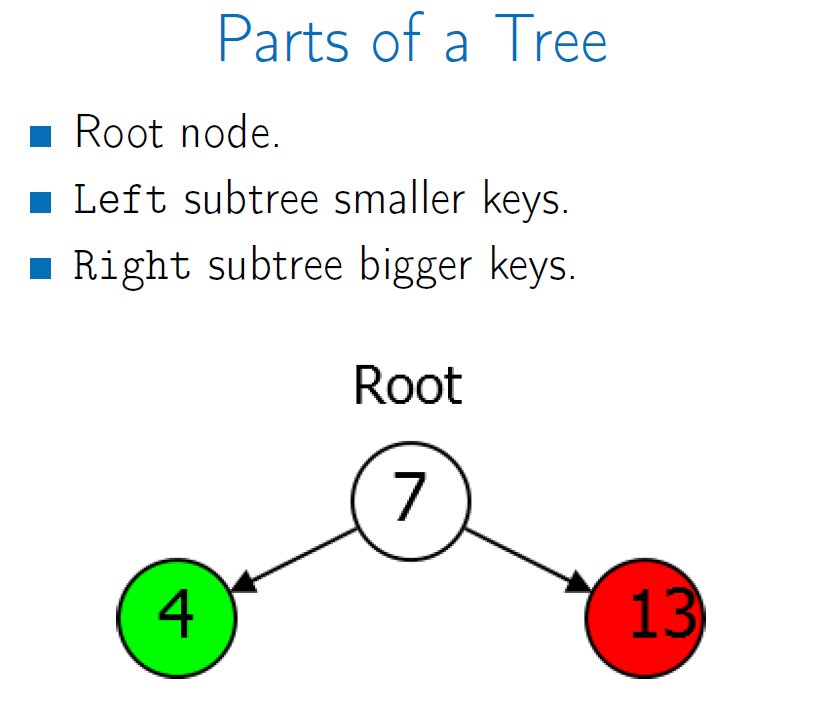 Parts of a Tree
Root node.
Left subtree smaller keys.
Right subtree bigger keys.
Root
7
4
13